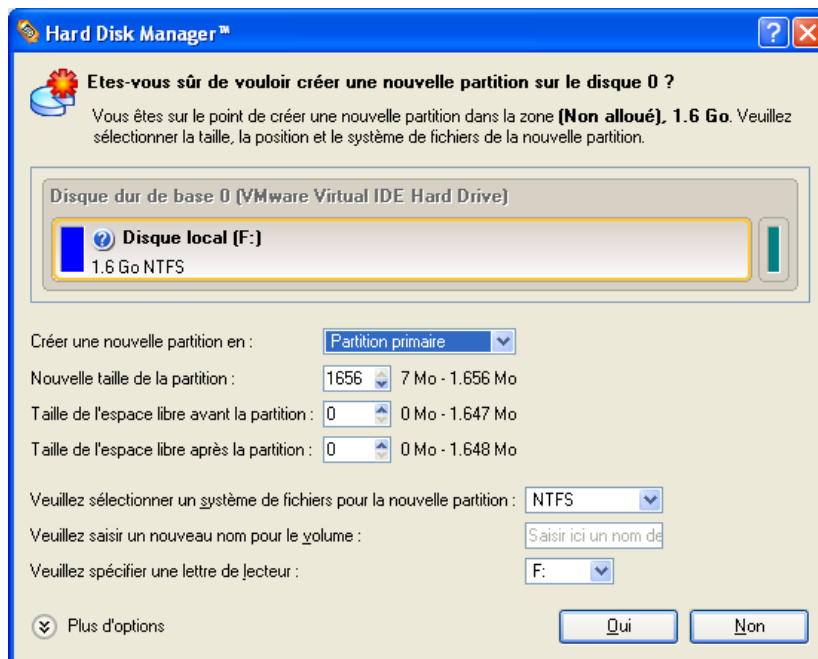 Hard Disk Manager™
Etes-vous sûr de vouloir créer une nouvelle partition sur le disque 0 ?
Vous êtes sur le point de créer une nouvelle partition dans la zone (Non alloué), 1.6 Go. Veuillez
sélectionner la taille, la position et le système de fichiers de la nouvelle partition.
Disque dur de base 0 (VMware Virtual IDE Hard Drive)
Disque local (F:)
1.6 Go NTFS
Créer une nouvelle partition en : Partition primaire
Nouvelle taille de la partition : 1656 7 Mo - 1.656 Mo
Taille de l'espace libre avant la partition : 0 0 Mo - 1.647 Mo
Taille de l'espace libre après la partition : 0 0 Mo - 1.648 Mo
Veuillez sélectionner un système de fichiers pour la nouvelle partition : NTFS
Veuillez saisir un nouveau nom pour le volume : Saisir ici un nom de
Veuillez spécifier une lettre de lecteur : F:
Plus d'options Oui Non